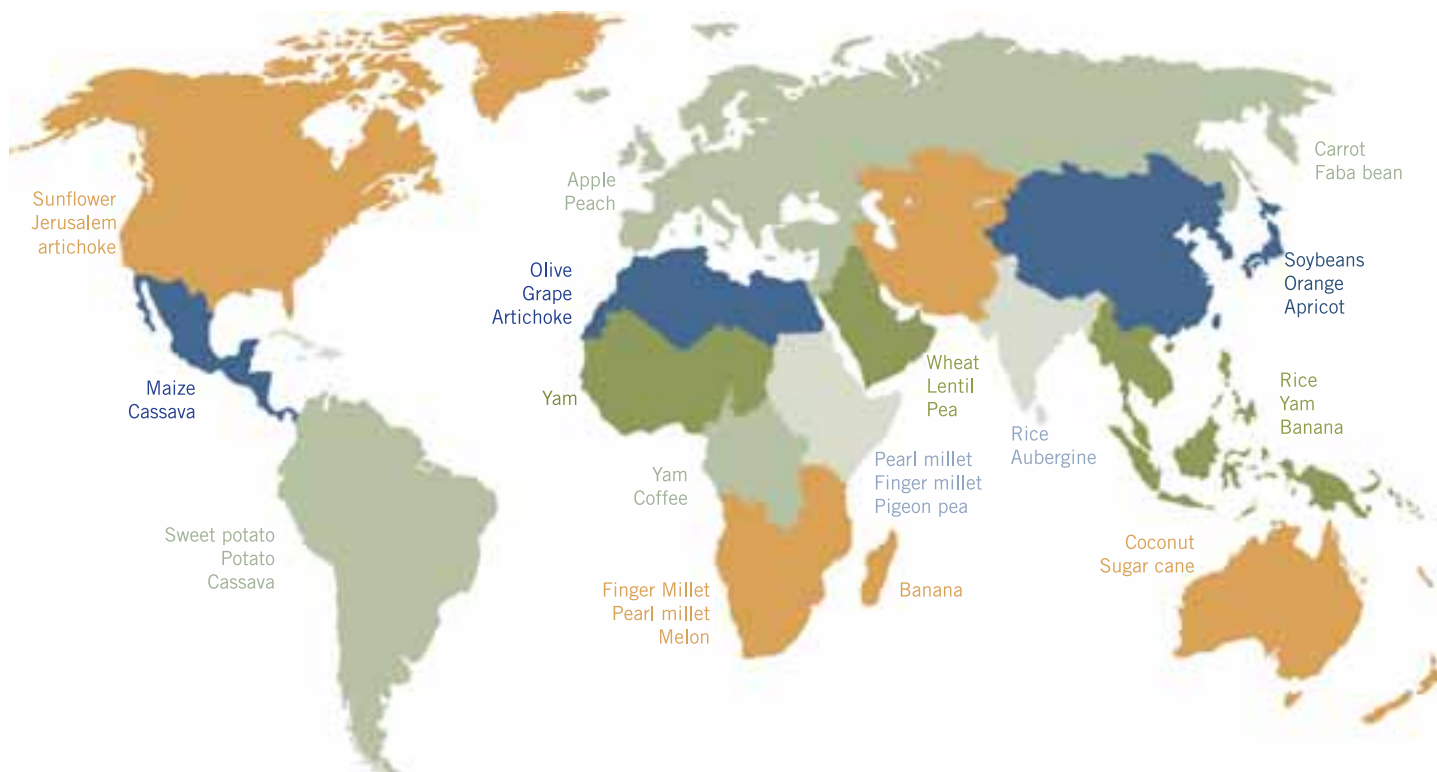 Sunflower
Jerusalem
artichoke
Apple
Peach
Carrot
Faba bean
Olive
Grape
Artichoke
Soybeans
Orange
Apricot
Maize
Cassava
Yam
Wheat
Lentil
Pea
Rice
Yam
Banana
Rice
Aubergine
Pearl millet
Finger millet
Pigeon pea
Yam
Coffee
Sweet potato
Potato
Cassava
Coconut
Sugar cane
Finger Millet
Pearl millet
Melon
Banana